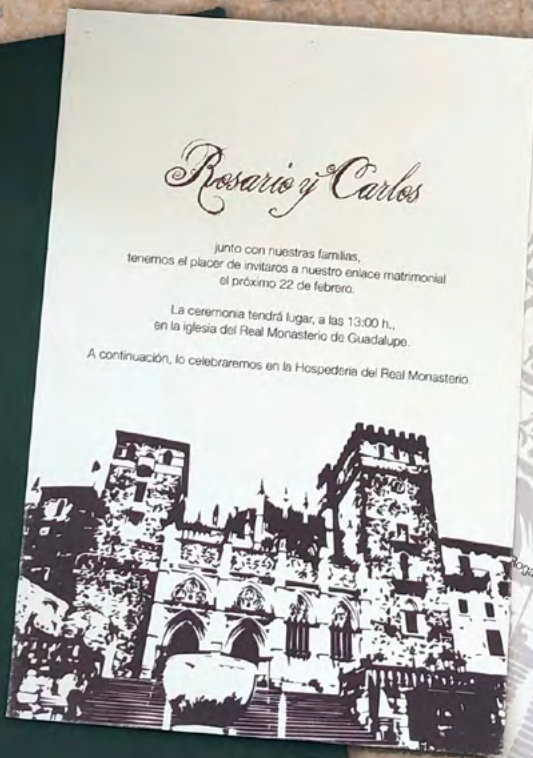 Rosario y Carlos
junto con nuestras familias,
tenemos el placer de invitaros a nuestro enlace matrimonial
el próximo 22 de febrero.
La ceremonia tendrá lugar, a las 13:00 h.,
en la iglesia del Real Monasterio de Guadalupe.
A continuación, lo celebraremos en la Hospedería del Real Monasterio.